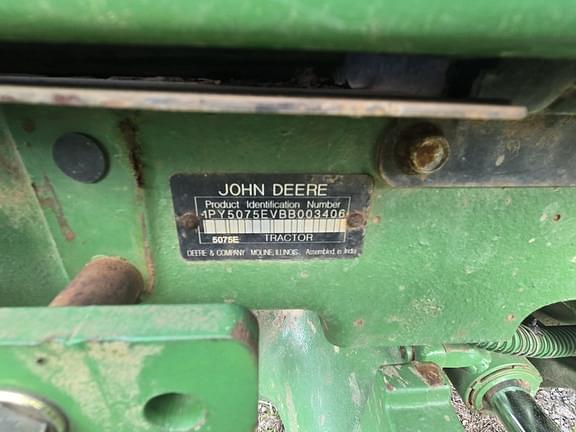 JOHN DEERE
Product Identification Number
1PY5075EVBB003406
5075E TRACTOR
DEERE & COMPANY MOLINE, ILLINOIS. Assembled in India